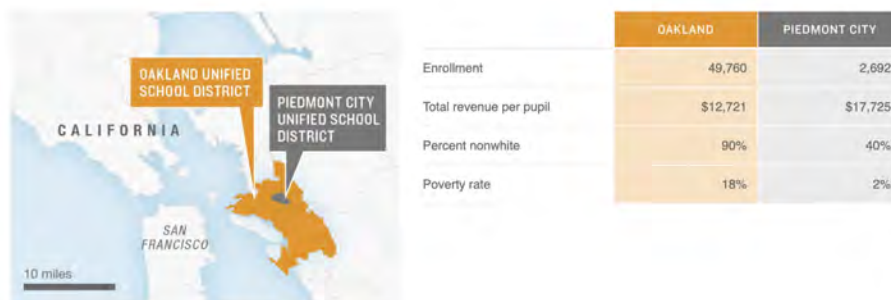 OAKLAND UNIFIED
SCHOOL DISTRICT
PIEDMONT CITY
UNIFIED SCHOOL
DISTRICT
CALIFORNIA
SAN
FRANCISCO
10 miles
OAKLAND PIEDMONT CITY
Enrollment 49,760 2,692
Total revenue per pupil $12,721 $17,725
Percent nonwhite 90% 40%
Poverty rate 18% 2%